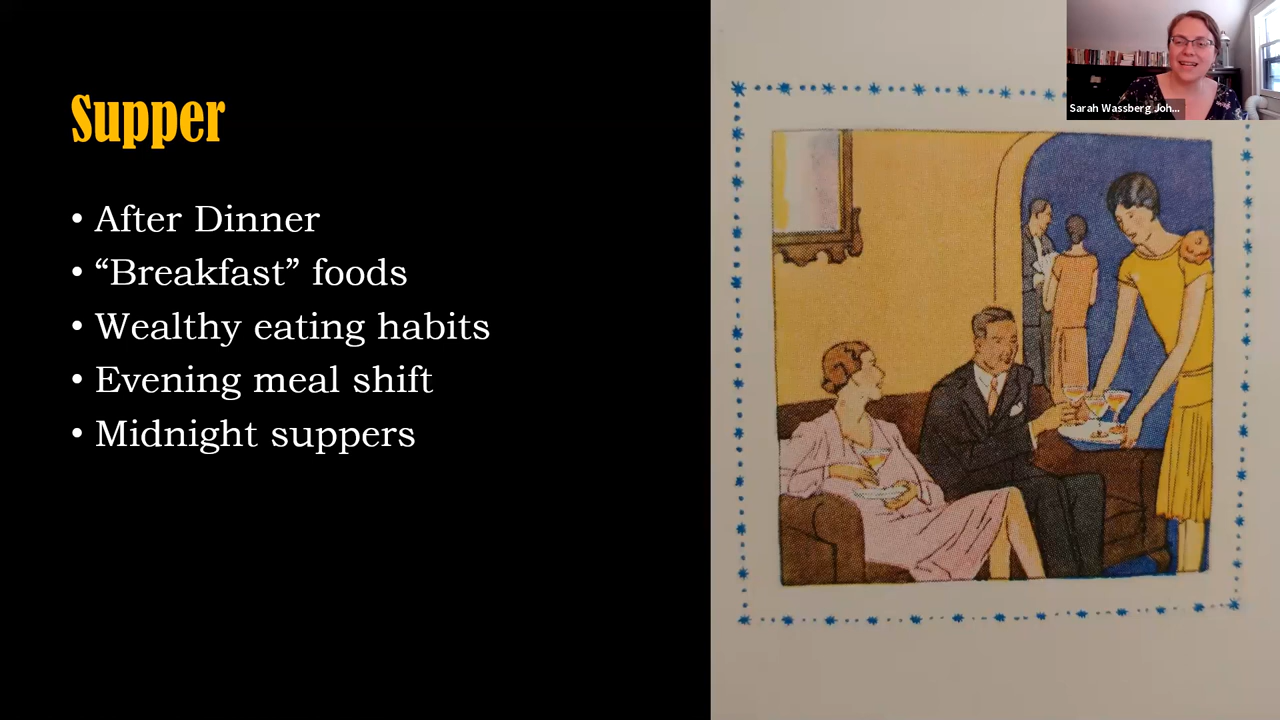 Supper
• After Dinner
• “Breakfast” foods
• Wealthy eating habits
• Evening meal shift
• Midnight suppers
Sarah Wassberg Joh...